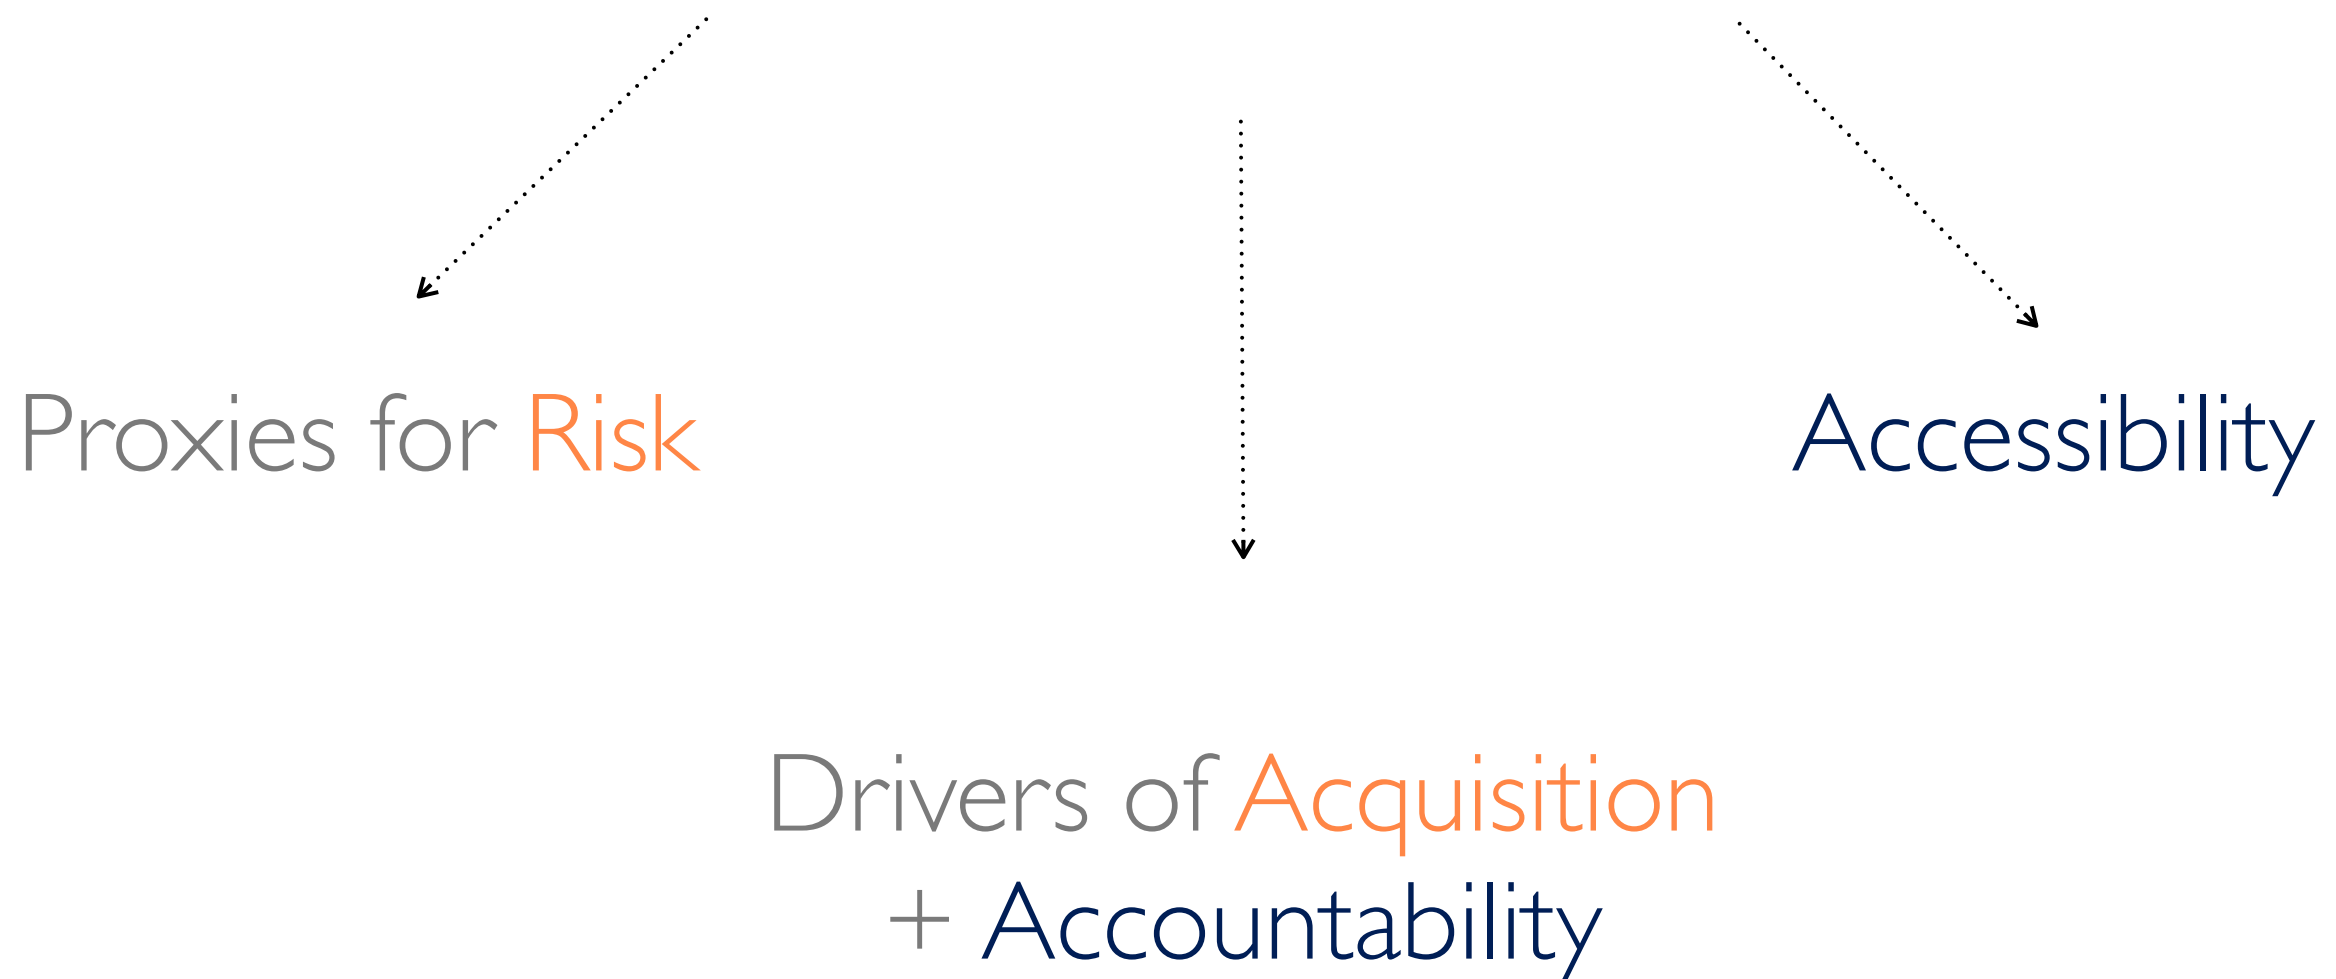 Proxies for Risk
Accessibility
Drivers of Acquisition
+ Accountability